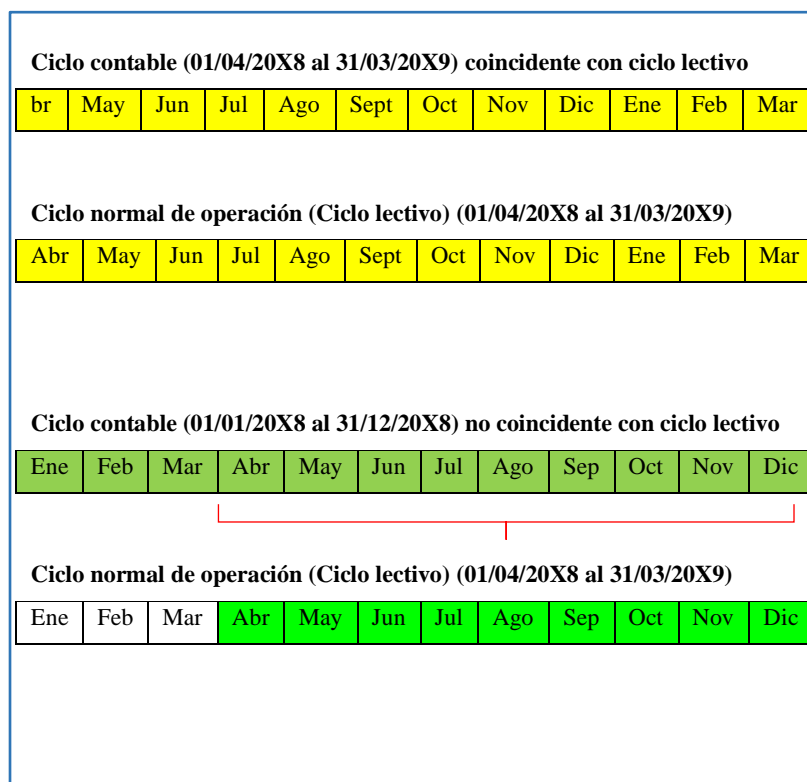 Ciclo contable (01/04/20X8 al 31/03/20X9) coincidente con ciclo lectivo
br May Jun Jul Ago Sept Oct Nov Dic Ene Feb Mar
Ciclo normal de operación (Ciclo lectivo) (01/04/20X8 al 31/03/20X9)
Abr May Jun Jul Ago Sept Oct Nov Dic Ene Feb Mar
Ciclo contable (01/01/20X8 al 31/12/20X8) no coincidente con ciclo lectivo
Ene Feb Mar Abr May Jun Jul Ago Sep Oct Nov Dic
Ciclo normal de operación (Ciclo lectivo) (01/04/20X8 al 31/03/20X9)
Ene Feb Mar Abr May Jun Jul Ago Sep Oct Nov Dic